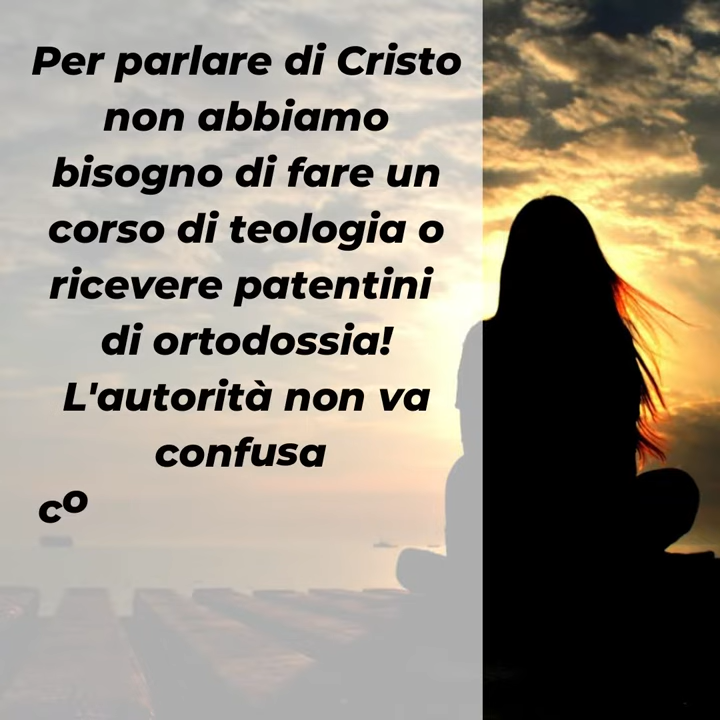 Per parlare di Cristo
non abbiamo
bisogno di fare un
corso di teologia o
ricevere patentini
di ortodossia!
L'autorità non va
confusa
co